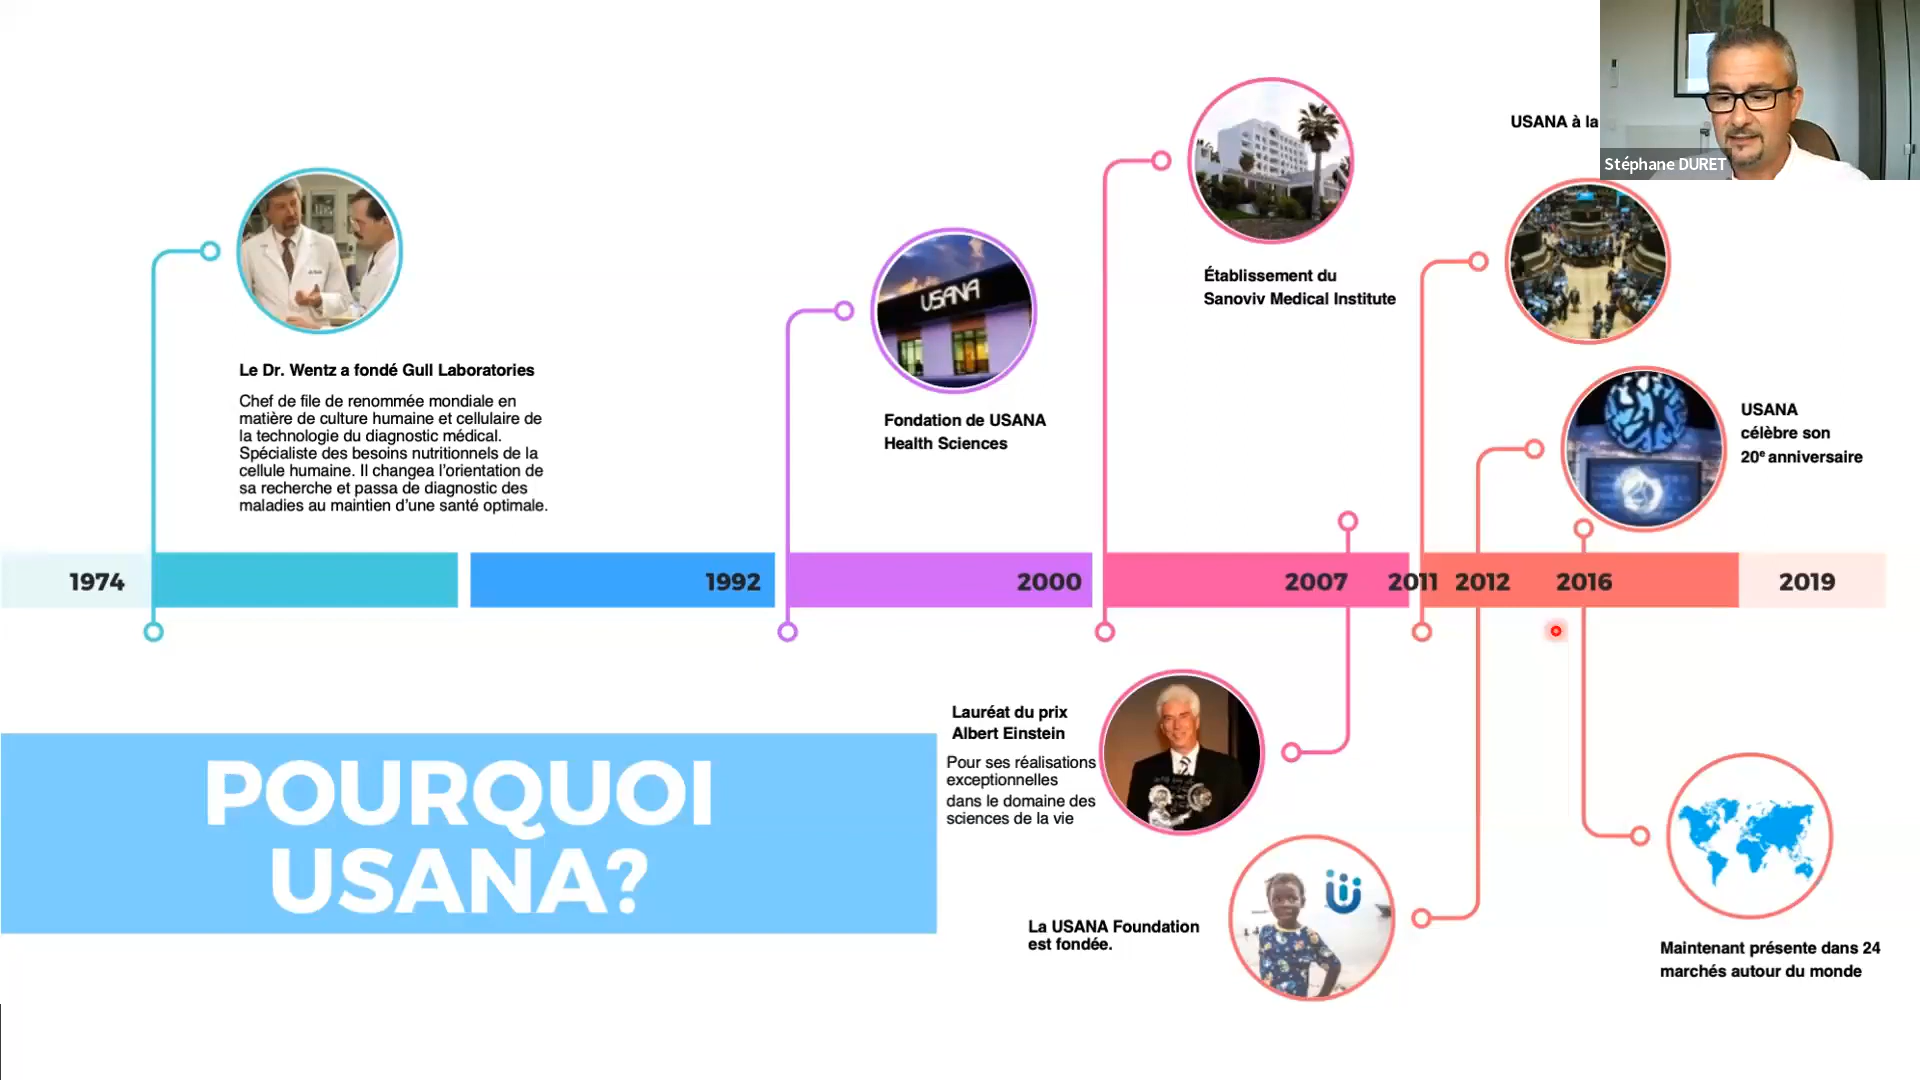 USANA à la
Stéphane DURET
USANA
Le Dr. Wentz a fondé Gull Laboratories
Chef de file de renommée mondiale en
matière de culture humaine et cellulaire de
la technologie du diagnostic médical.
Spécialiste des besoins nutritionnels de la
cellule humaine. Il changea l'orientation de
sa recherche et passa de diagnostic des
maladies au maintien d'une santé optimale.
Fondation de USANA
Health Sciences
Établissement du
Sanoviv Medical Institute
USANA
célèbre son
20e anniversaire
1974
1992
2000
2007
2011
2012
2016
2019
POURQUOI
USANA?
Lauréat du prix
Albert Einstein
Pour ses réalisations
exceptionnelles
dans le domaine des
sciences de la vie
La USANA Foundation
est fondée.
Maintenant présente dans 24
marchés autour du monde